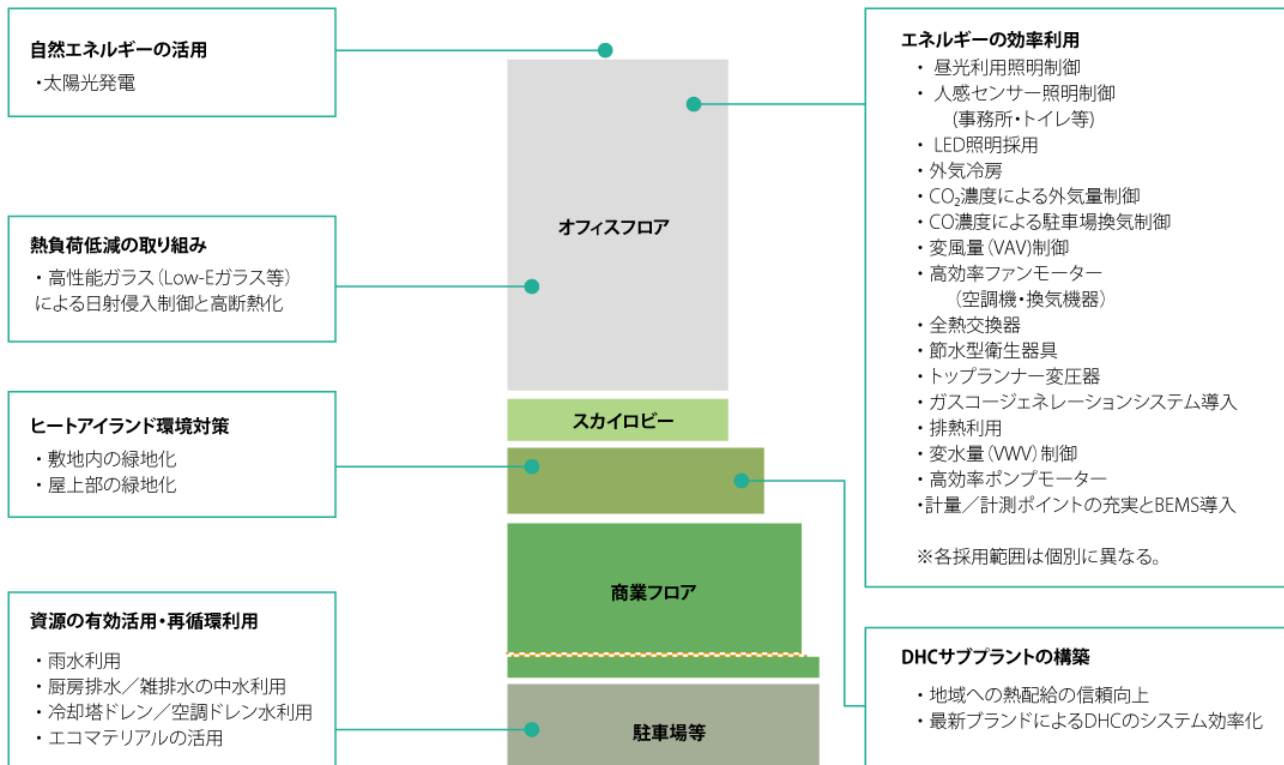 自然エネルギーの活用
・太陽光発電
熱負荷低減の取り組み
・高性能ガラス（Low-Eガラス等）
による日射侵入制御と高断熱化
ヒートアイランド環境対策
・敷地内の緑地化
・屋上部の緑地化
資源の有効活用・再循環利用
・雨水利用
・厨房排水／雑排水の中水利用
・冷却塔ドレン／空調ドレン水利用
・エコマテリアルの活用
オフィスフロア
スカイロビー
商業フロア
駐車場等
エネルギーの効率利用
・ 昼光利用照明制御
・ 人感センサー照明制御
(事務所・トイレ等)
・ LED照明採用
・外気冷房
・CO₂濃度による外気量制御
・CO濃度による駐車場換気制御
・変風量(VAV)制御
・高効率ファンモーター
（空調機・換気機器）
・全熱交換器
・節水型衛生器具
・トップランナー変圧器
・ガスコージェネレーションシステム導入
・排熱利用
・変水量（VWV）制御
・高効率ポンプモーター
・計量／計測ポイントの充実とBEMS導入
※各採用範囲は個別に異なる。
DHCサブプラントの構築
・地域への熱配給の信頼向上
・最新ブランドによるDHCのシステム効率化